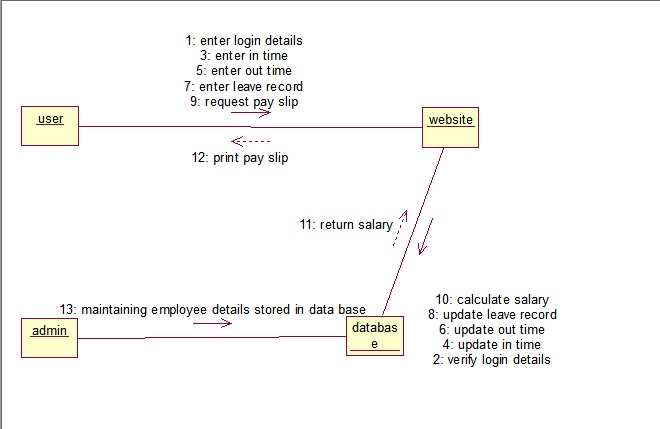 1: enter login details
3: enter in time
5: enter out time
7: enter leave record
9: request pay slip
user
website
12: print pay slip
11: return salary
13: maintaining employee details stored in data base
admin
databas
e
10: calculate salary
8: update leave record
6: update out time
4: update in time
2: verify login details